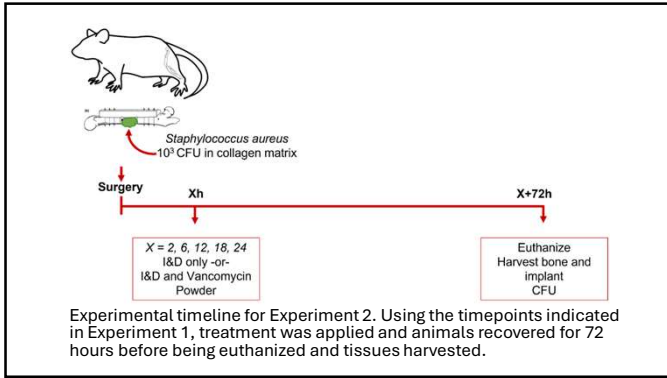 Staphylococcus aureus
10³ CFU in collagen matrix
Surgery
Xh
X+72h
X = 2, 6, 12, 18, 24
I&D only -or-
I&D and Vancomycin
Powder
Euthanize
Harvest bone and
implant
CFU
Experimental timeline for Experiment 2. Using the timepoints indicated
in Experiment 1, treatment was applied and animals recovered for 72
hours before being euthanized and tissues harvested.